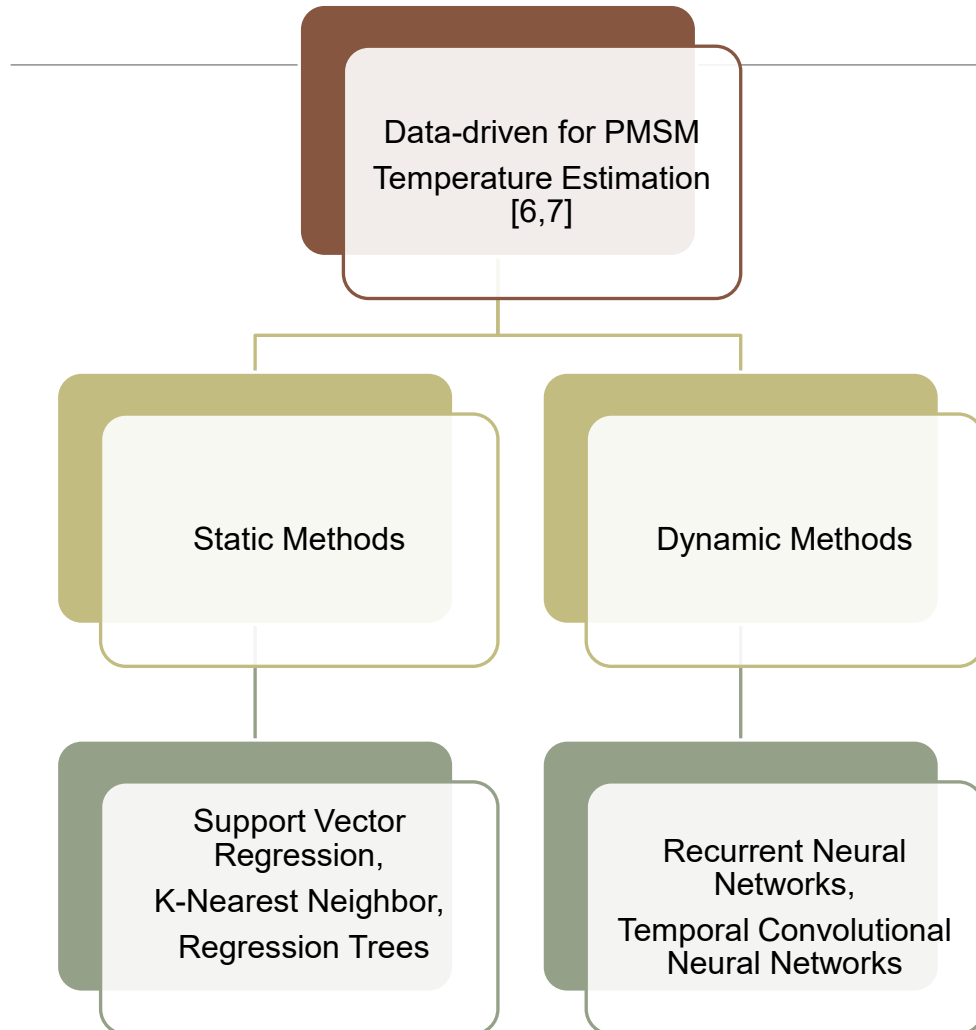 Data-driven for PMSM
Temperature Estimation
[6,7]
Static Methods
Dynamic Methods
Support Vector
Regression,
K-Nearest Neighbor,
Regression Trees
Recurrent Neural
Networks,
Temporal Convolutional
Neural Networks